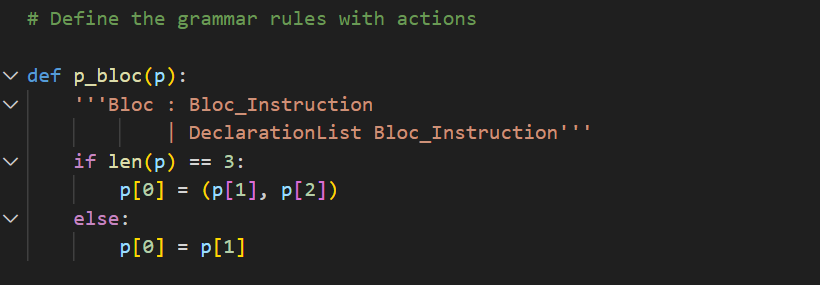 # Define the grammar rules with actions
def p_bloc(p):
'''Bloc : Bloc_Instruction
| DeclarationList Bloc_Instruction'''
if len(p) == 3:
p[0] = (p[1], p[2])
else:
p[0] = p[1]